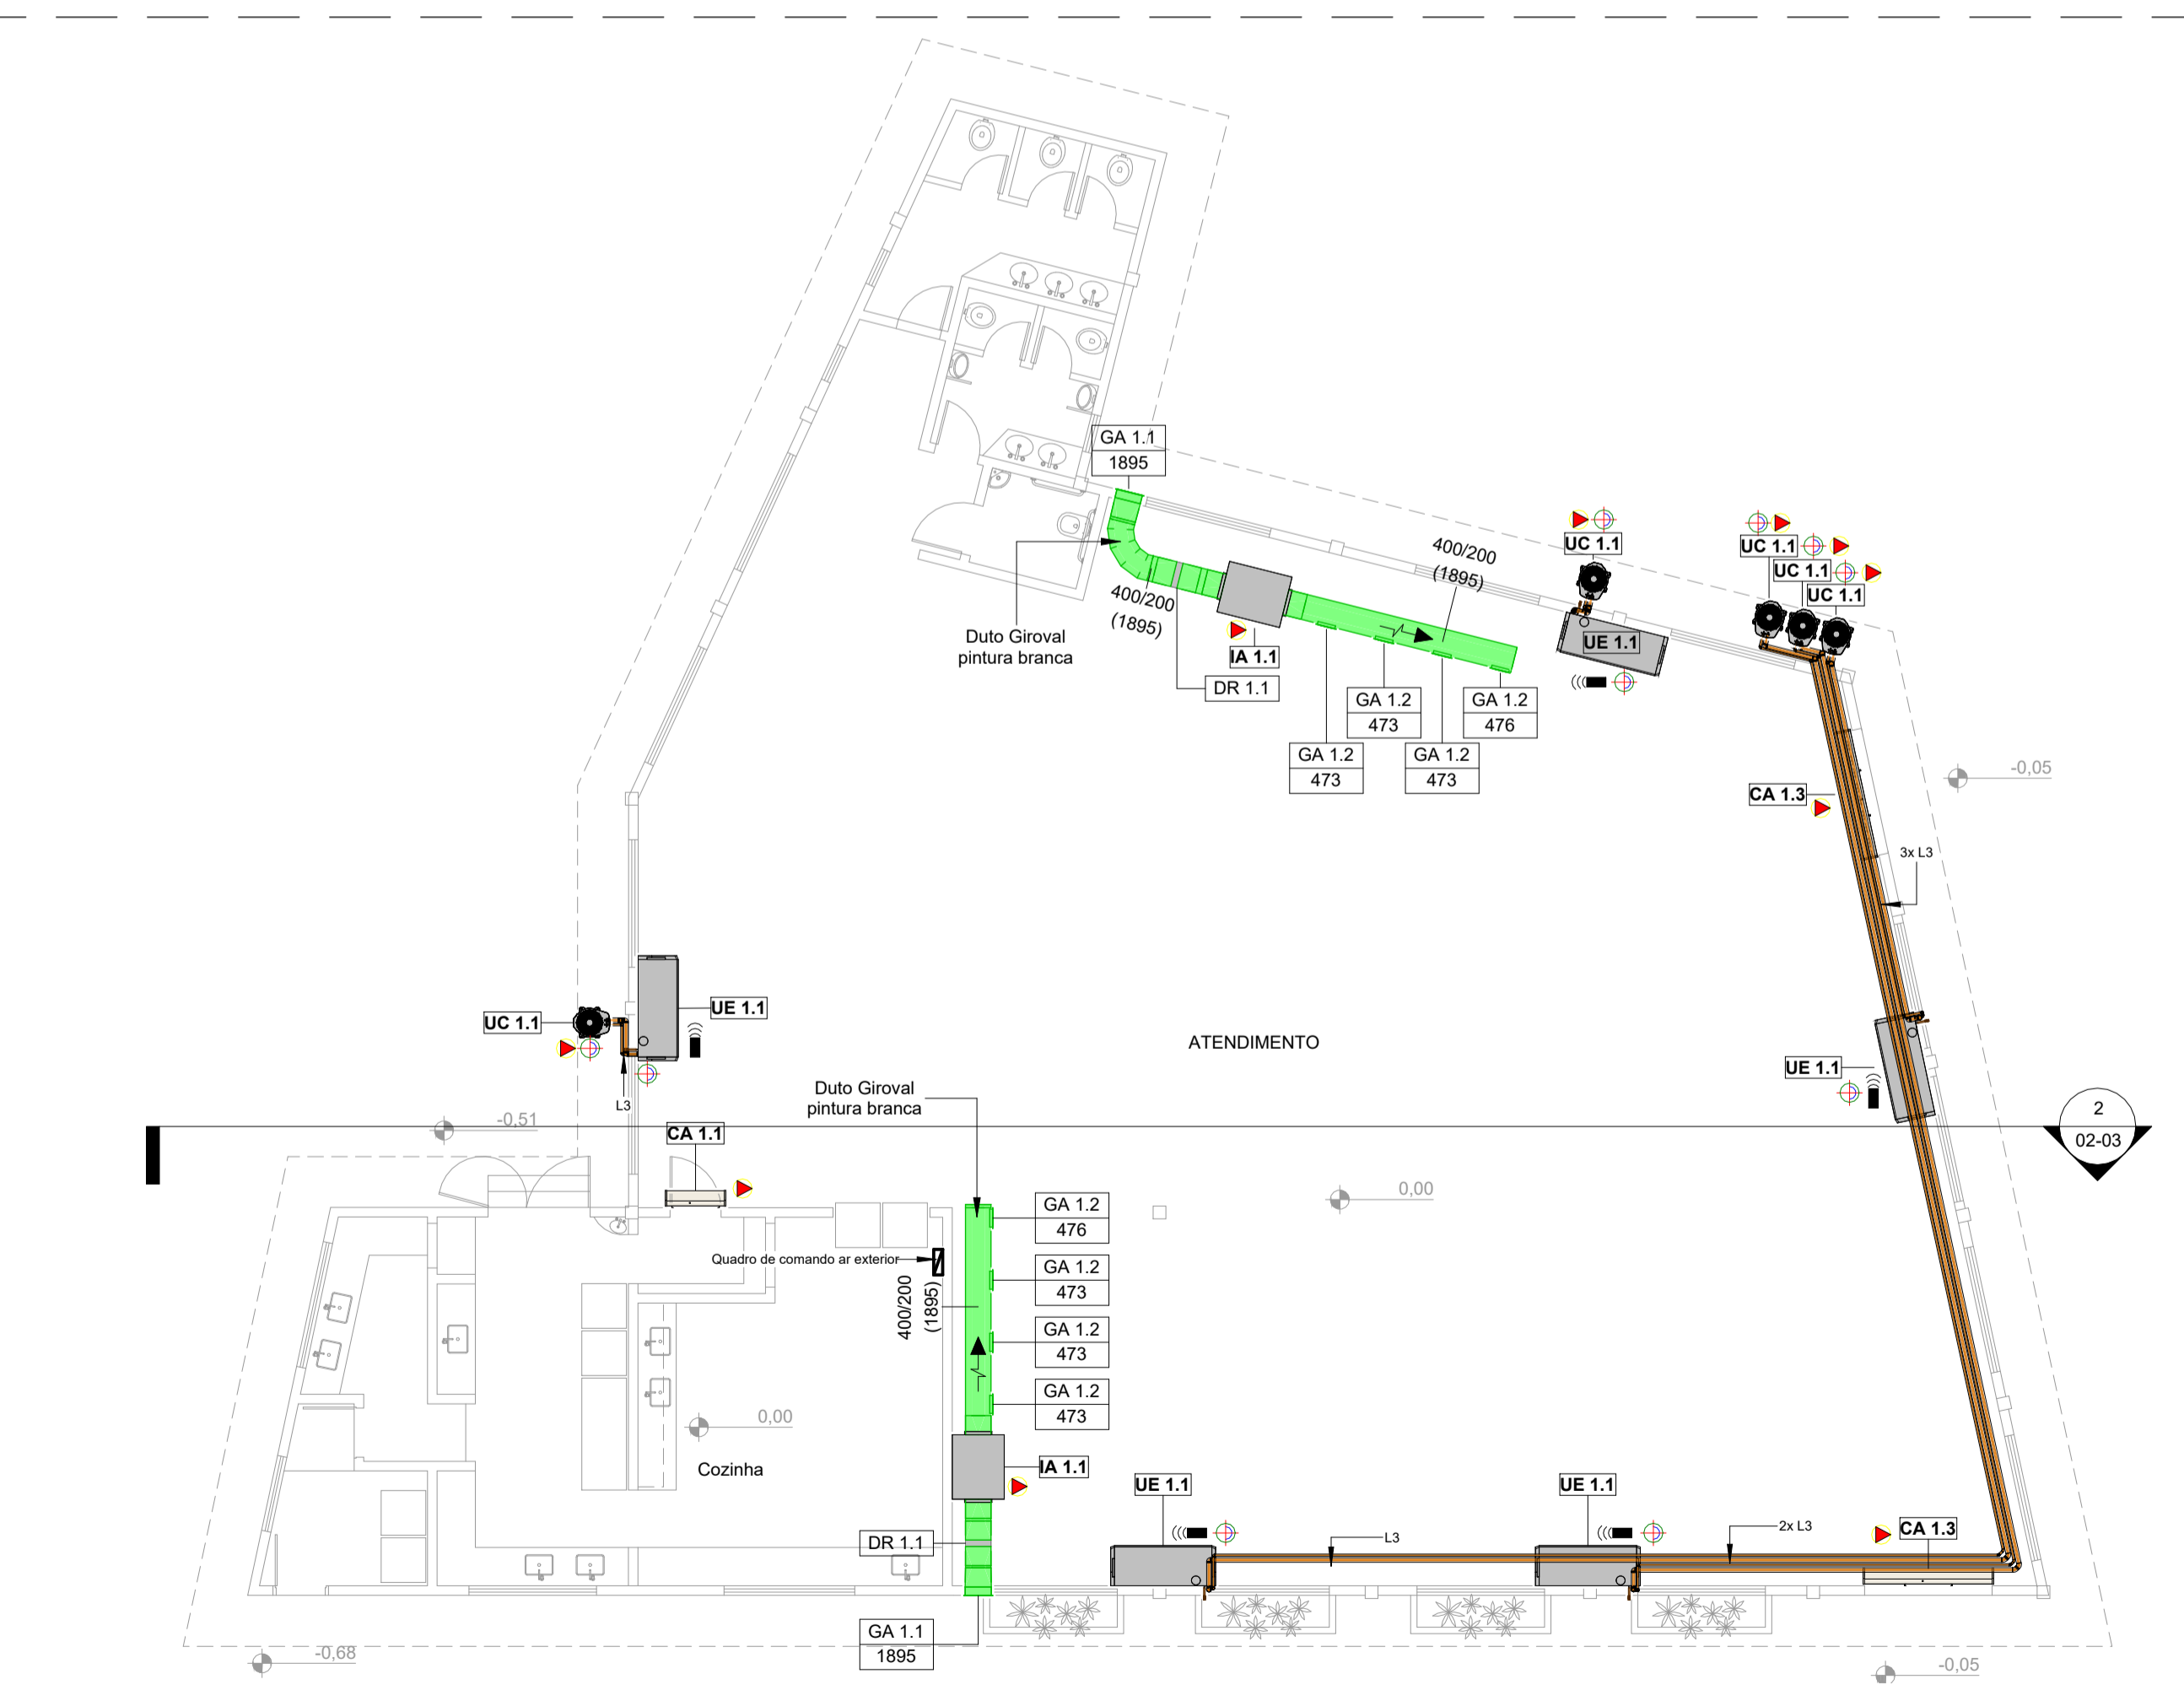 GA 1.1
1895
UC 1.1
UC 1.1
UC 1.1
UC 1.1
400/200
(1895)
400/200
(1895)
Duto Giroval
pintura branca
UE 1.1
IA 1.1
DR 1.1
GA 1.2
473
GA 1.2
476
GA 1.2
473
GA 1.2
473
-0,05
CA 1.3
3x L3
UC 1.1
UE 1.1
L3
ATENDIMENTO
UE 1.1
Duto Giroval
pintura branca
-0,51
CA 1.1
2
02-03
0,00
GA 1.2
476
Quadro de comando ar exterior
GA 1.2
473
400/200
(1895)
GA 1.2
473
GA 1.2
473
0,00
Cozinha
IA 1.1
UE 1.1
UE 1.1
DR 1.1
L3
2x L3
CA 1.3
GA 1.1
1895
-0,68
-0,05